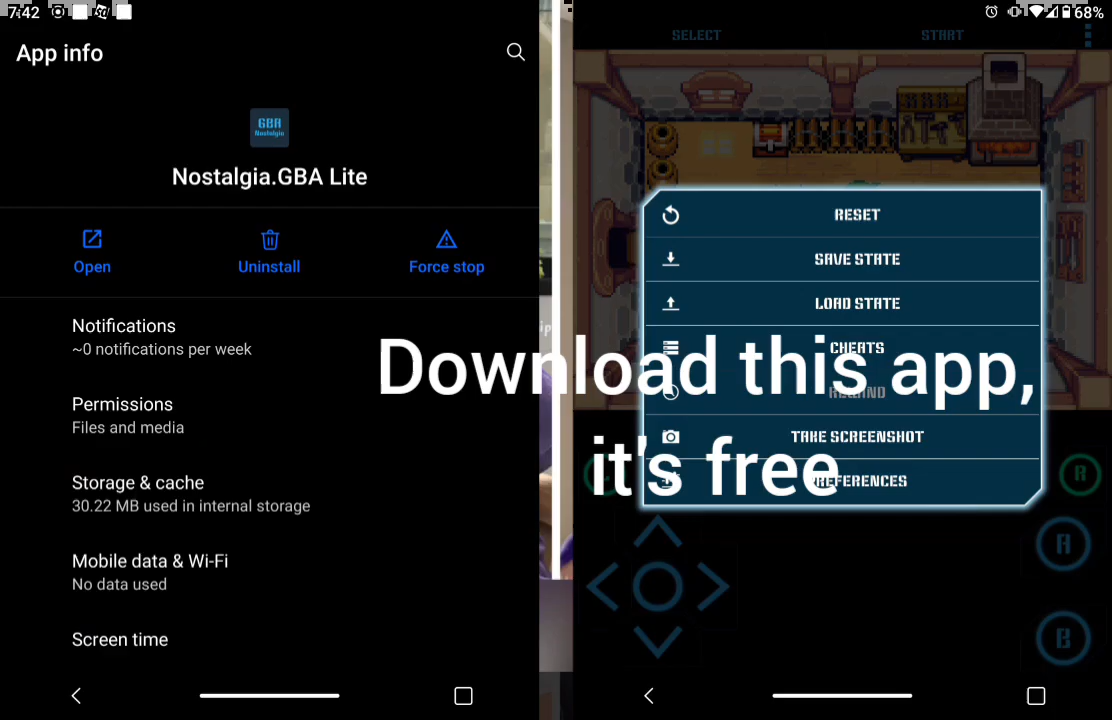 7:42
68%
App info
SELECT
START
GBA
Nostalgia
Nostalgia.GBA Lite
RESET
Open
Uninstall
Force stop
SAVE STATE
LOAD STATE
Notifications
~0 notifications per week
CHEATS
Download this app,
it's free
Permissions
Files and media
TAKE SCREENSHOT
PREFERENCES
R
Storage & cache
30.22 MB used in internal storage
Mobile data & Wi-Fi
No data used
A
Screen time
B